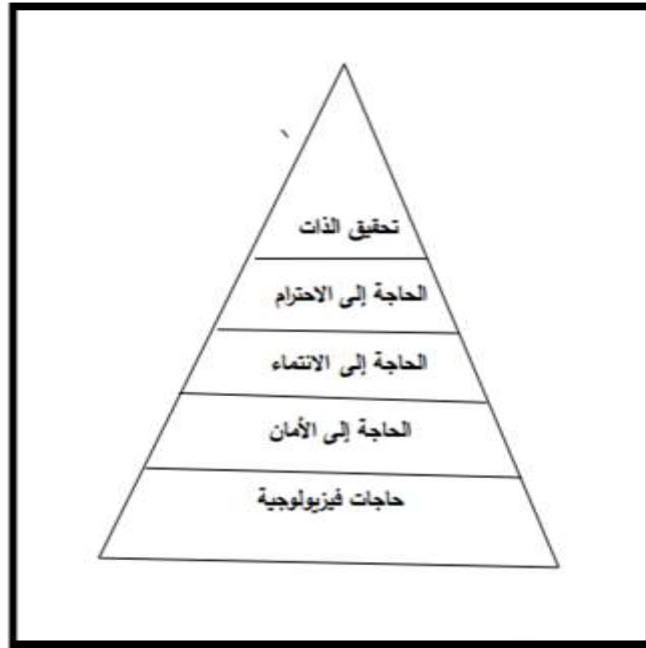 تحقيق الذات
الحاجة إلى الاحترام
الحاجة إلى الانتماء
الحاجة إلى الأمان
حاجات فيزيولوجية